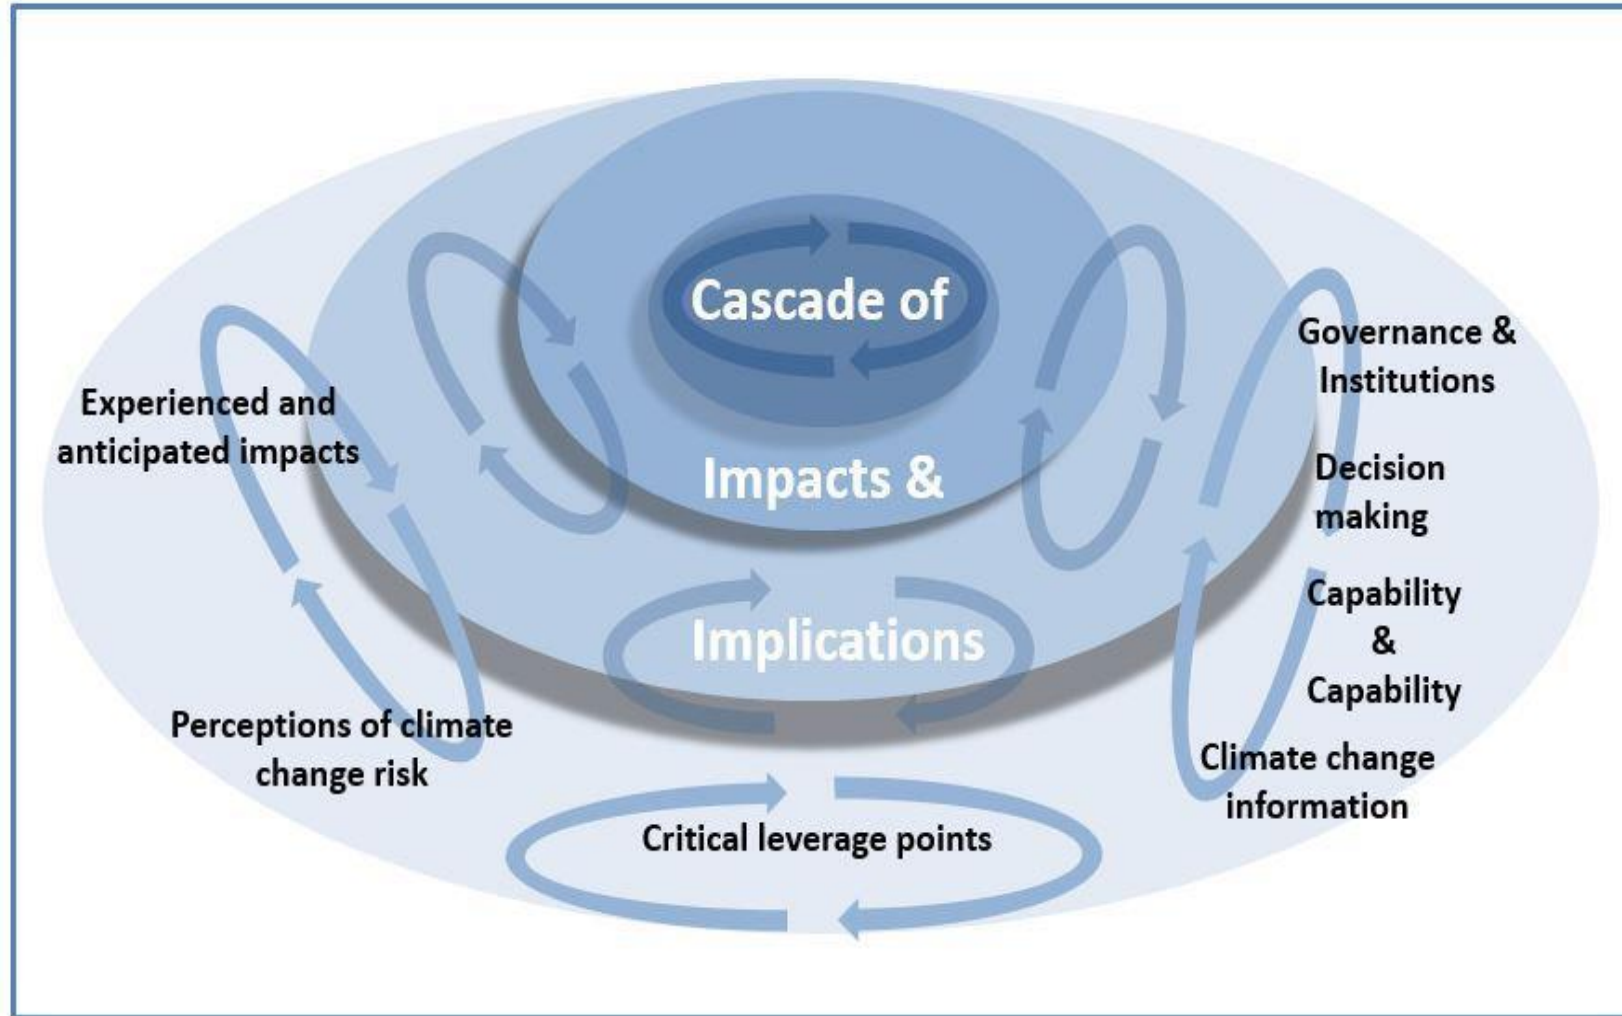 Cascade of
Impacts &
Implications
Experienced and
anticipated impacts
Perceptions of climate
change risk
Critical leverage points
Governance &
Institutions
Decision
making
Capability
&
Capability
Climate change
information